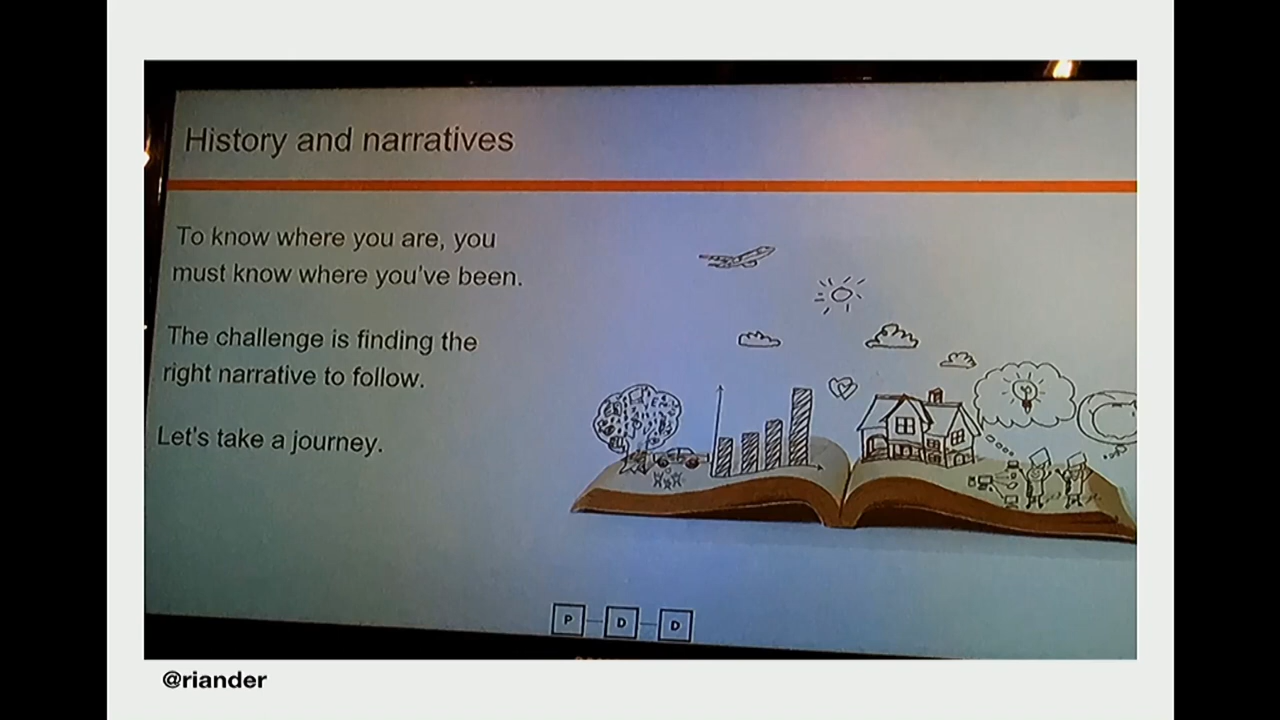 History and narratives
To know where you are, you
must know where you've been.
The challenge is finding the
right narrative to follow.
Let's take a journey.
P D D
@riander